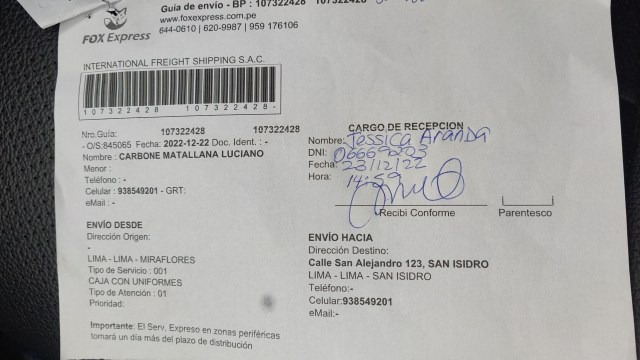 Guía de envío - BP : 107322428 107322428
www.foxexpress.com.pe
644-0610 | 620-9987 | 959 176106
FOX Express
INTERNATIONAL FREIGHT SHIPPING S.A.C.
107322428 107322428-
Nro.Guía: 107322428 107322428
- O/S:845065 Fecha: 2022-12-22 Doc. Ident. : -
Nombre : CARBONE MATALLANA LUCIANO
Menor :
Teléfono : -
Celular : 938549201 - GRT:
eMail : -
CARGO DE RECEPCION
Nombre: Jessica Aranda
DNI:
Fecha: 23/12/22
Hora: 14:59
Recibi Conforme Parentesco
ENVÍO DESDE
Dirección Origen:
-
LIMA - LIMA - MIRAFLORES
Tipo de Servicio : 001
CAJA CON UNIFORMES
Tipo de Atención : 01
Prioridad:
ENVÍO HACIA
Dirección Destino:
Calle San Alejandro 123, SAN ISIDRO
LIMA - LIMA - SAN ISIDRO
Teléfono:-
Celular:938549201
eMail:-
Importante: El Serv, Expreso en zonas periféricas
tomará un día más del plazo de distribución